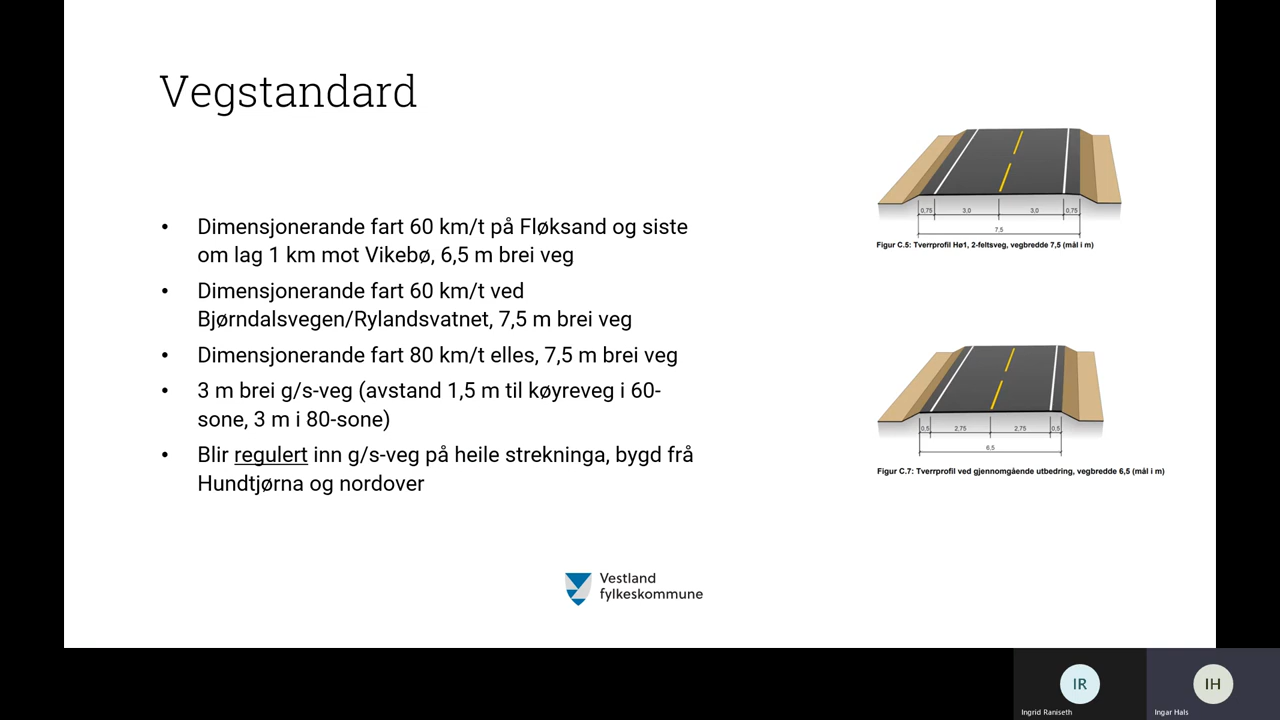 Vegstandard
• Dimensjonerande fart 60 km/t på Fløksand og siste
om lag 1 km mot Vikebø, 6,5 m brei veg
• Dimensjonerande fart 60 km/t ved
Bjørndalsvegen/Rylandsvatnet, 7,5 m brei veg
• Dimensjonerande fart 80 km/t elles, 7,5 m brei veg
• 3 m brei g/s-veg (avstand 1,5 m til køyreveg i 60-
sone, 3 m i 80-sone)
• Blir regulert inn g/s-veg på heile strekninga, bygd frå
Hundtjørna og nordover
0,75 3,0 3,0 0,75
7,5
Figur C.5: Tverrprofil Hø1, 2-feltsveg, vegbredde 7,5 (mål i m)
0,5 2,75 2,75 0,5
6,5
Figur C.7: Tverrprofil ved gjennomgående utbedring, vegbredde 6,5 (mål i m)
Vestland
fylkeskommune
IR
Ingrid Raniseth
IH
Ingar Hals